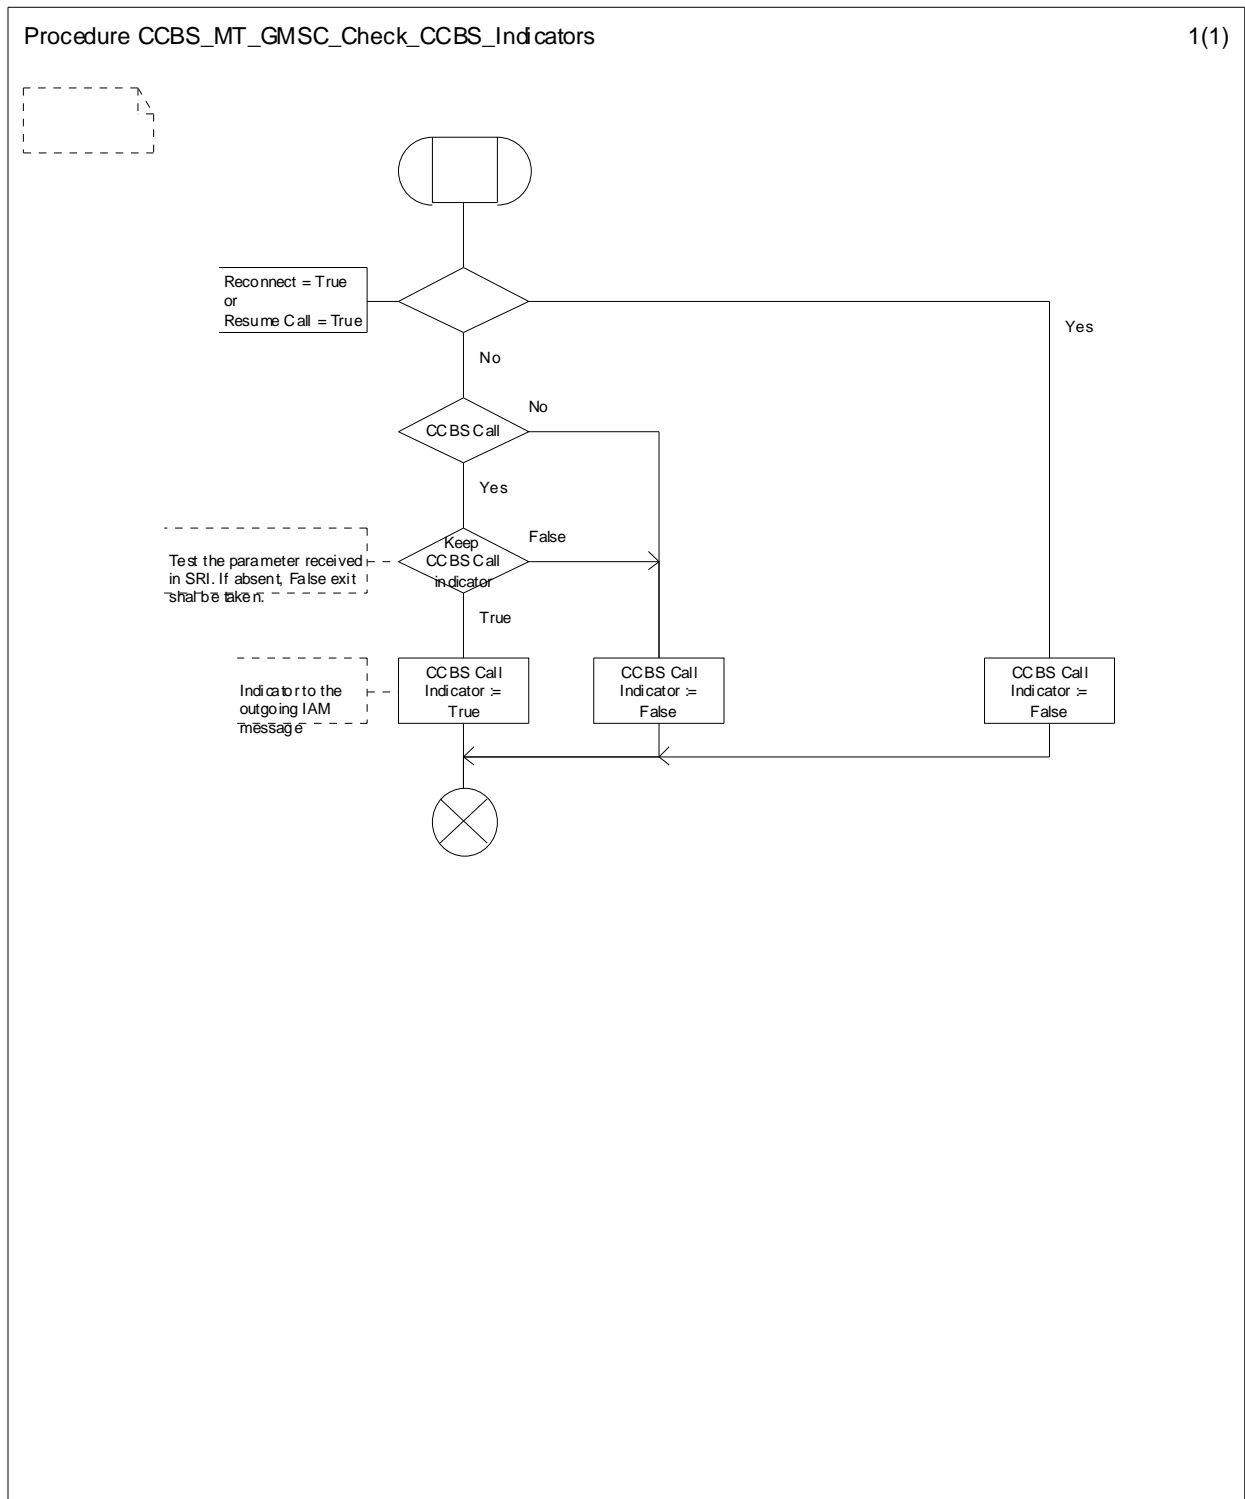 Procedure CCBS_MT_GMSC_Check_CCBS_Indicators
1(1)
Reconnect = True
or
Resume Call = True
Yes
No
No
CCBS Call
Yes
False
Keep
CCBS Call
indicator
Test the parameter received
in SRI. If absent, False exit
shal be taken.
True
CCBS Call
Indicator :=
True
CCBS Call
Indicator :=
False
CCBS Call
Indicator :=
False
Indicator to the
outgoing IAM
message